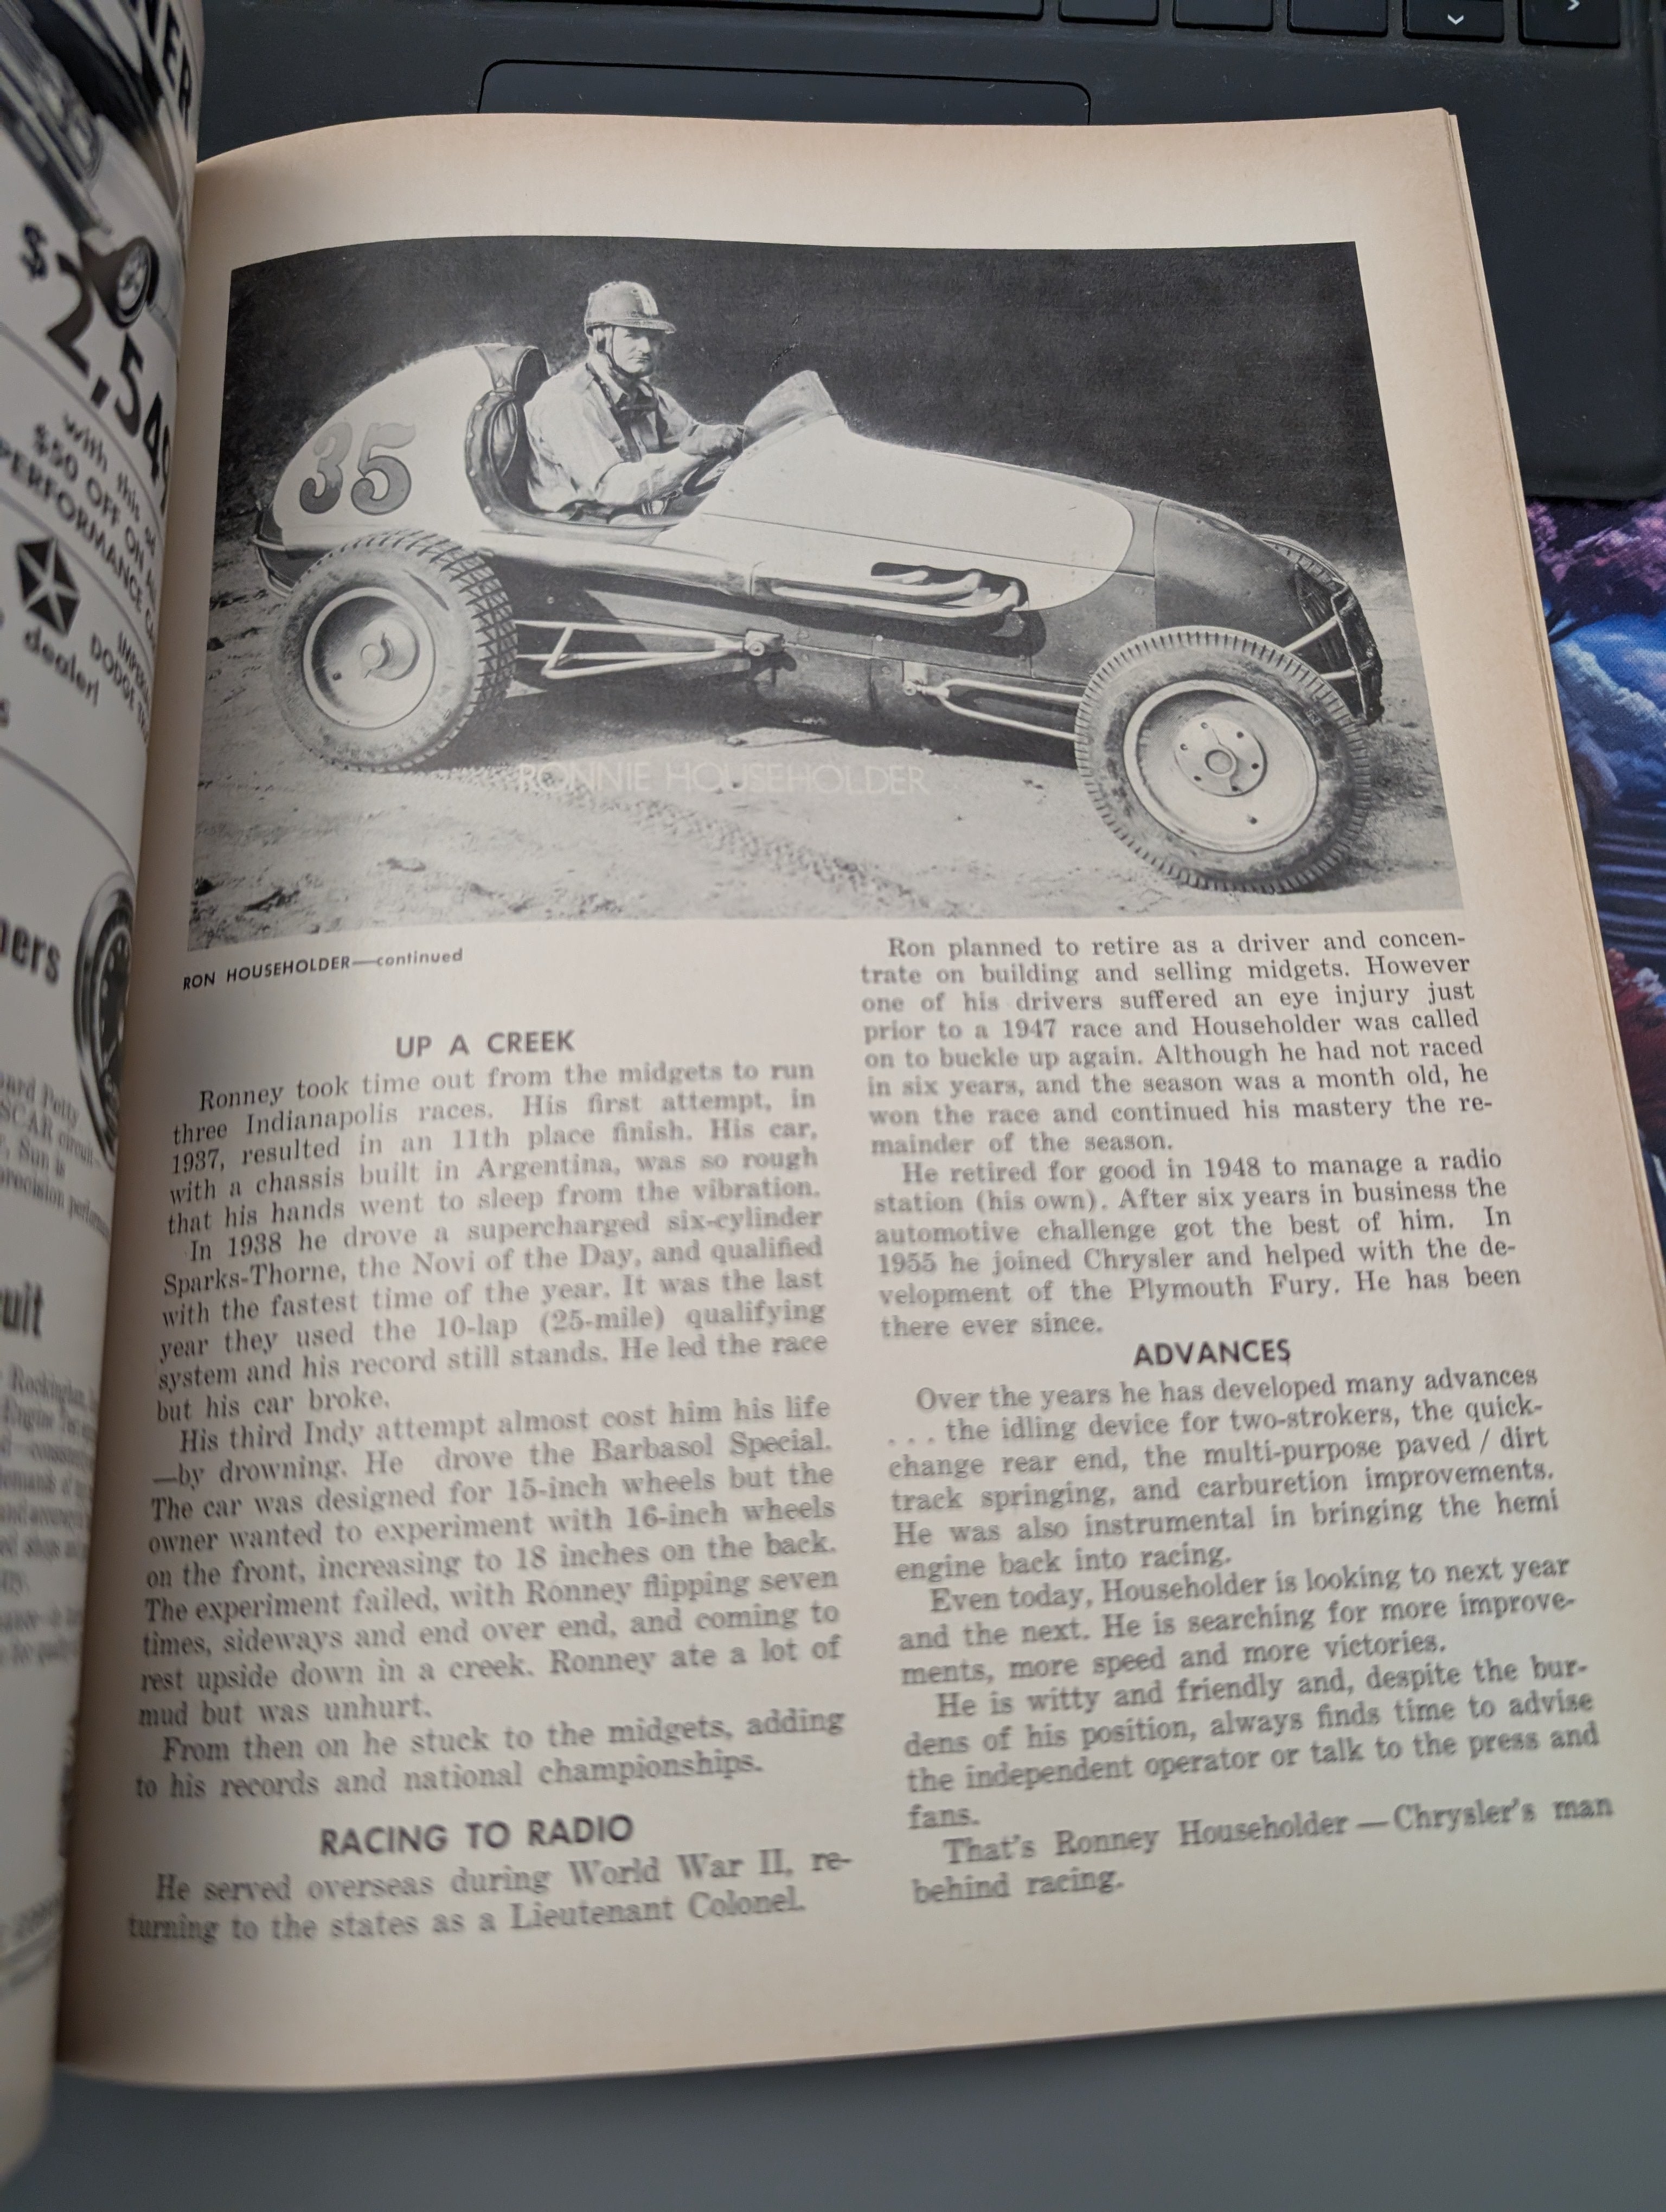 NER
$2,549
with this
$50 OFF ON
PERFORMANCE
IMPERIAL
DODGE
dealer!
35
RONNIE HOUSEHOLDER
RON HOUSEHOLDER—continued
UP A CREEK
Ronney took time out from the midgets to run
three Indianapolis races. His first attempt, in
1937, resulted in an 11th place finish. His car,
with a chassis built in Argentina, was so rough
that his hands went to sleep from the vibration.
In 1938 he drove a supercharged six-cylinder
Sparks-Thorne, the Novi of the Day, and qualified
with the fastest time of the year. It was the last
year they used the 10-lap (25-mile) qualifying
system and his record still stands. He led the race
but his car broke.
His third Indy attempt almost cost him his life
—by drowning. He drove the Barbasol Special.
The car was designed for 15-inch wheels but the
owner wanted to experiment with 16-inch wheels
on the front, increasing to 18 inches on the back.
The experiment failed, with Ronney flipping seven
times, sideways and end over end, and coming to
rest upside down in a creek. Ronney ate a lot of
mud but was unhurt.
From then on he stuck to the midgets, adding
to his records and national championships.
RACING TO RADIO
He served overseas during World War II, re-
turning to the states as a Lieutenant Colonel.
Ron planned to retire as a driver and concen-
trate on building and selling midgets. However
one of his drivers suffered an eye injury just
prior to a 1947 race and Householder was called
on to buckle up again. Although he had not raced
in six years, and the season was a month old, he
won the race and continued his mastery the re-
mainder of the season.
He retired for good in 1948 to manage a radio
station (his own). After six years in business the
automotive challenge got the best of him. In
1955 he joined Chrysler and helped with the de-
velopment of the Plymouth Fury. He has been
there ever since.
ADVANCES
Over the years he has developed many advances
. . . the idling device for two-strokers, the quick-
change rear end, the multi-purpose paved / dirt
track springing, and carburetion improvements.
He was also instrumental in bringing the hemi
engine back into racing.
Even today, Householder is looking to next year
and the next. He is searching for more improve-
ments, more speed and more victories.
He is witty and friendly and, despite the bur-
dens of his position, always finds time to advise
the independent operator or talk to the press and
fans.
That's Ronney Householder — Chrysler's man
behind racing.